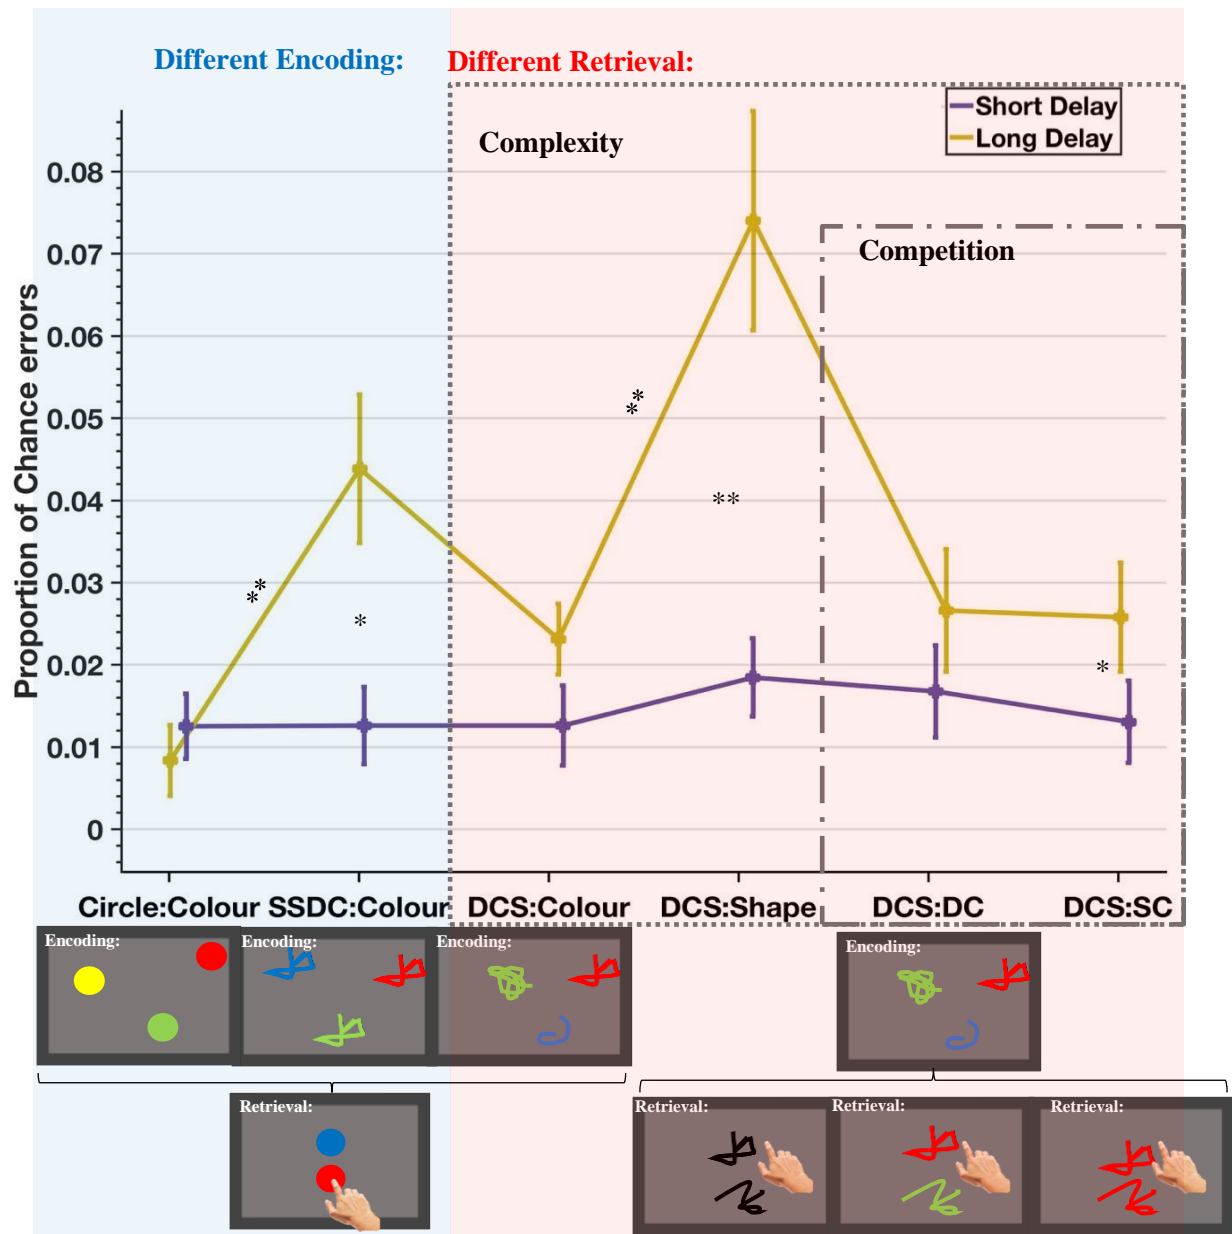 Different Encoding: Different Retrieval:
Short Delay
Long Delay
Complexity
Competition
Proportion of Chance errors
0.08
0.07
0.06
0.05
0.04
0.03
0.02
0.01
0
**
*
**
**
*
Circle:Colour SSDC:Colour DCS:Colour DCS:Shape DCS:DC DCS:SC
Encoding: Encoding: Encoding: Encoding:
Retrieval: Retrieval: Retrieval: Retrieval: